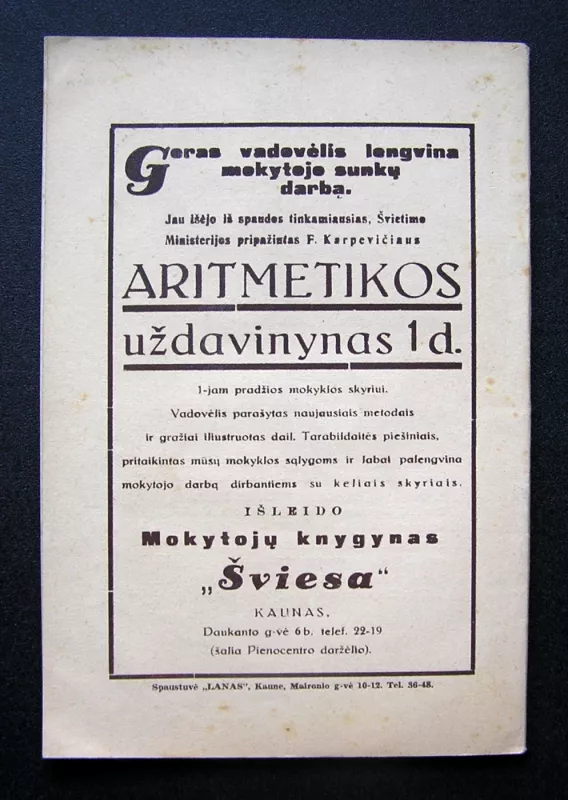 Geras vadovėlis lengvina
mokytojo sunkų
darbą.
Jau išėjo iš spaudos tinkamiausias, Švietimo
Ministerijos pripažintas F. Karpevičiaus
ARITMETIKOS
uždavinynas 1 d.
1-jam pradžios mokyklos skyriui.
Vadovėlis parašytas naujausiais metodais
ir gražiai iliustruotas dail. Tarabildaitės piešiniais,
pritaikintas mūsų mokyklos sąlygoms ir labai palengvina
mokytojo darbą dirbantiems su keliais skyriais.
IŠLEIDO
Mokytojų knygynas
„Šviesa“
KAUNAS,
Daukanto g-vė 6 b. telef. 22-19
(šalia Pienocentro darželio).
Spaustuvė „LANAS“, Kaune, Maironio g-vė 10-12. Tel. 36-48.